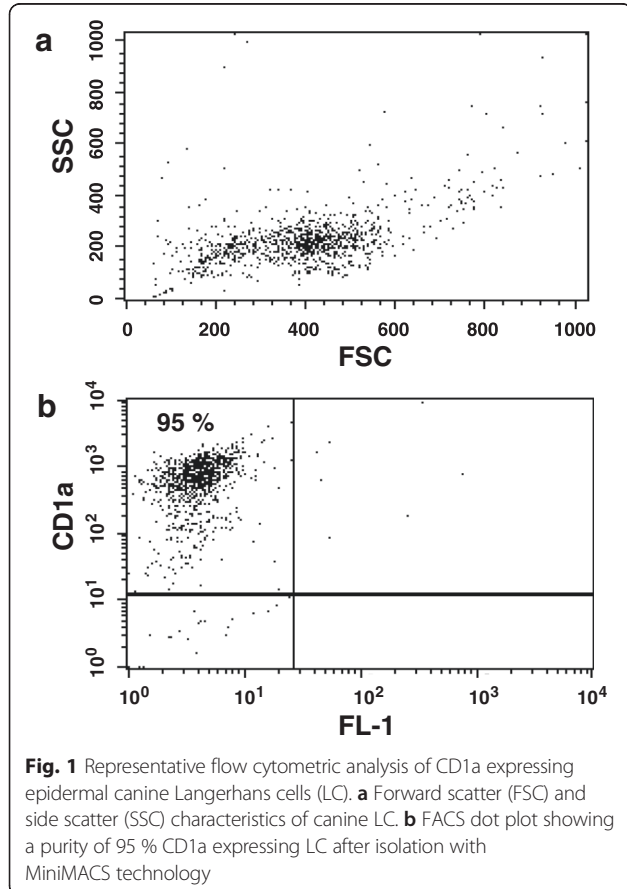 a
1000
800
600
400
200
0
SSC
0 200 400 600 800 1000
FSC
b
95 %
10⁴
10³
10²
10¹
10⁰
CD1a
10⁰ 10¹ 10² 10³ 10⁴
FL-1
Fig. 1 Representative flow cytometric analysis of CD1a expressing
epidermal canine Langerhans cells (LC). a Forward scatter (FSC) and
side scatter (SSC) characteristics of canine LC. b FACS dot plot showing
a purity of 95 % CD1a expressing LC after isolation with
MiniMACS technology